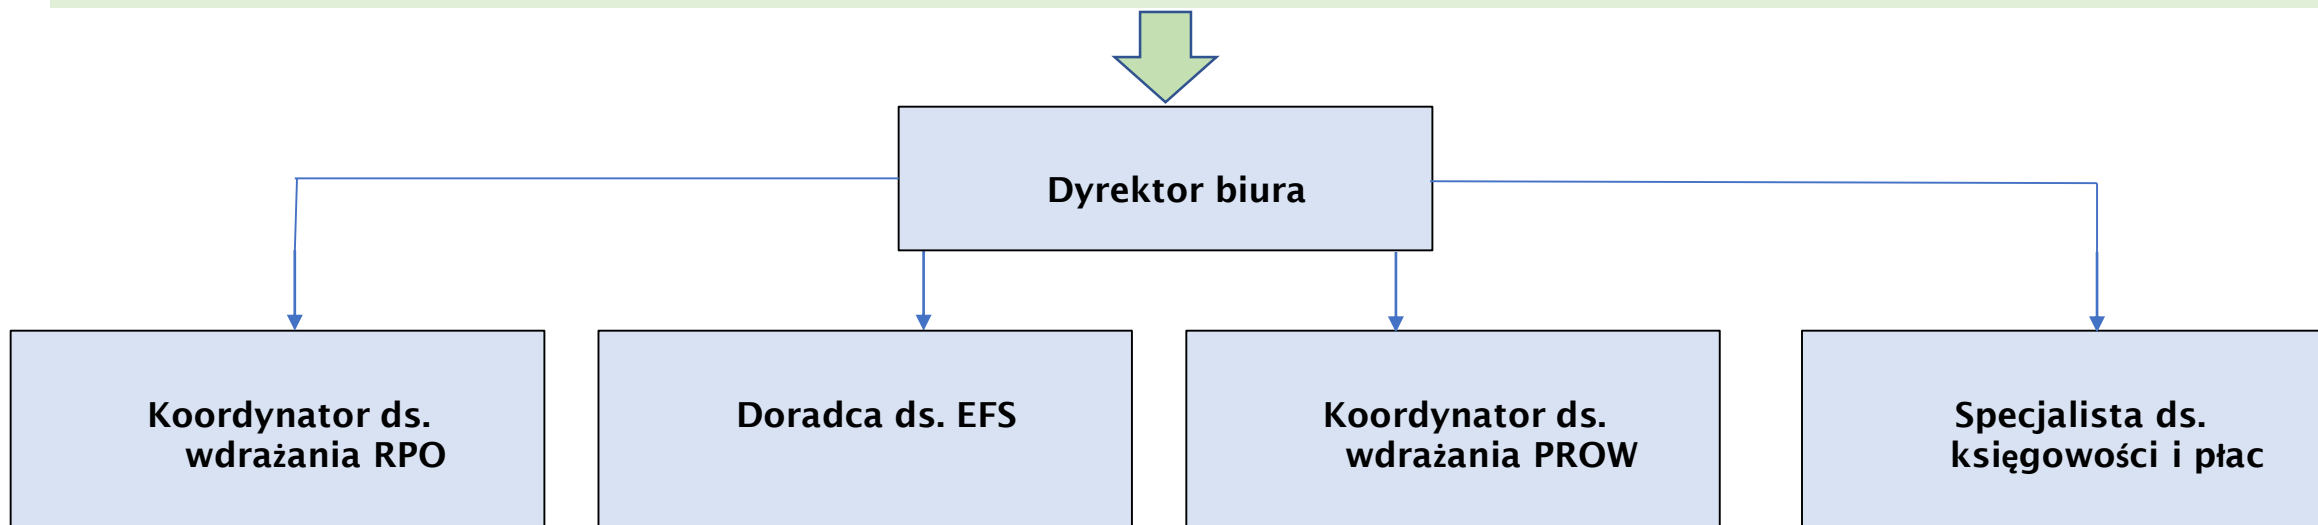 Dyrektor biura
Koordynator ds.
wdrażania RPO
Doradca ds. EFS
Koordynator ds.
wdrażania PROW
Specjalista ds.
księgowości i płac